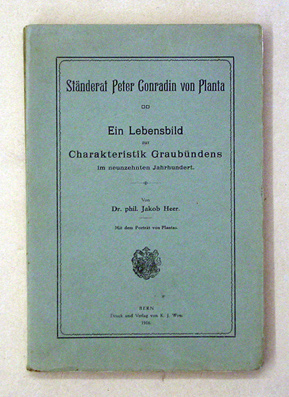 Ständerat Peter Conradin von Planta
Ein Lebensbild
zur
Charakteristik Graubündens
im neunzehnten Jahrhundert.
Von
Dr. phil. Jakob Heer.
Mit dem Porträt von Plantas.
BERN
Druck und Verlag von K. J. Wyss